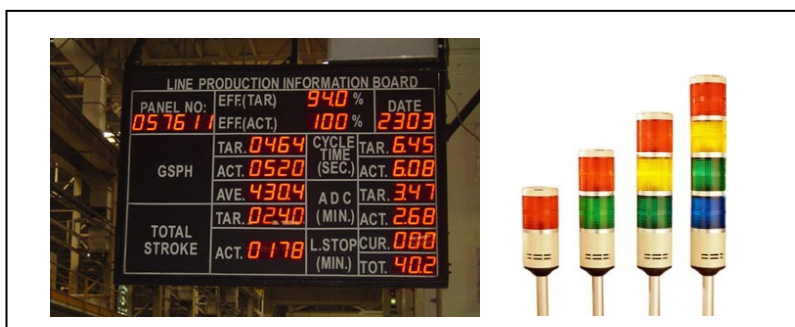 LINE PRODUCTION INFORMATION BOARD
PANEL NO: 057611
EFF.(TAR) 94.0 %
EFF.(ACT.) 100 %
DATE 2303
GSPH
TAR. 0464
ACT. 0520
AVE. 430.4
CYCLE TIME (SEC.)
TAR. 6.45
ACT. 6.08
ADC (MIN.)
TAR. 3.47
ACT. 2.68
TOTAL STROKE
TAR. 0240
ACT. 0178
L.STOP (MIN.)
CUR. 0.00
TOT. 40.2